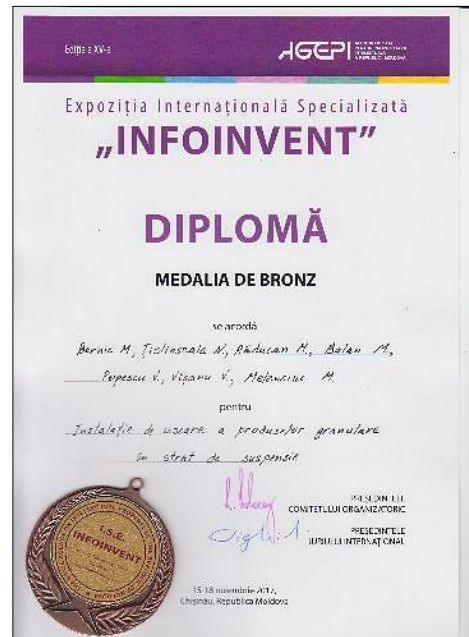 Ediția a XV-a
AGEPI
Expoziția Internațională Specializată
„INFOINVENT”
DIPLOMĂ
MEDALIA DE BRONZ
se acordă
Bernic M, Țislinscaia N, Răducan M., Balan M,
Popescu V., Vișanu V., Melenciuc M.
pentru
Instalație de uscare a produselor granulare
în strat de suspensie
PREȘEDINTELE
COMITETULUI ORGANIZATORIC
PREȘEDINTELE
JURIULUI INTERNAȚIONAL
I.S.E.
INFOINVENT
15-18 noiembrie 2017,
Chișinău, Republica Moldova